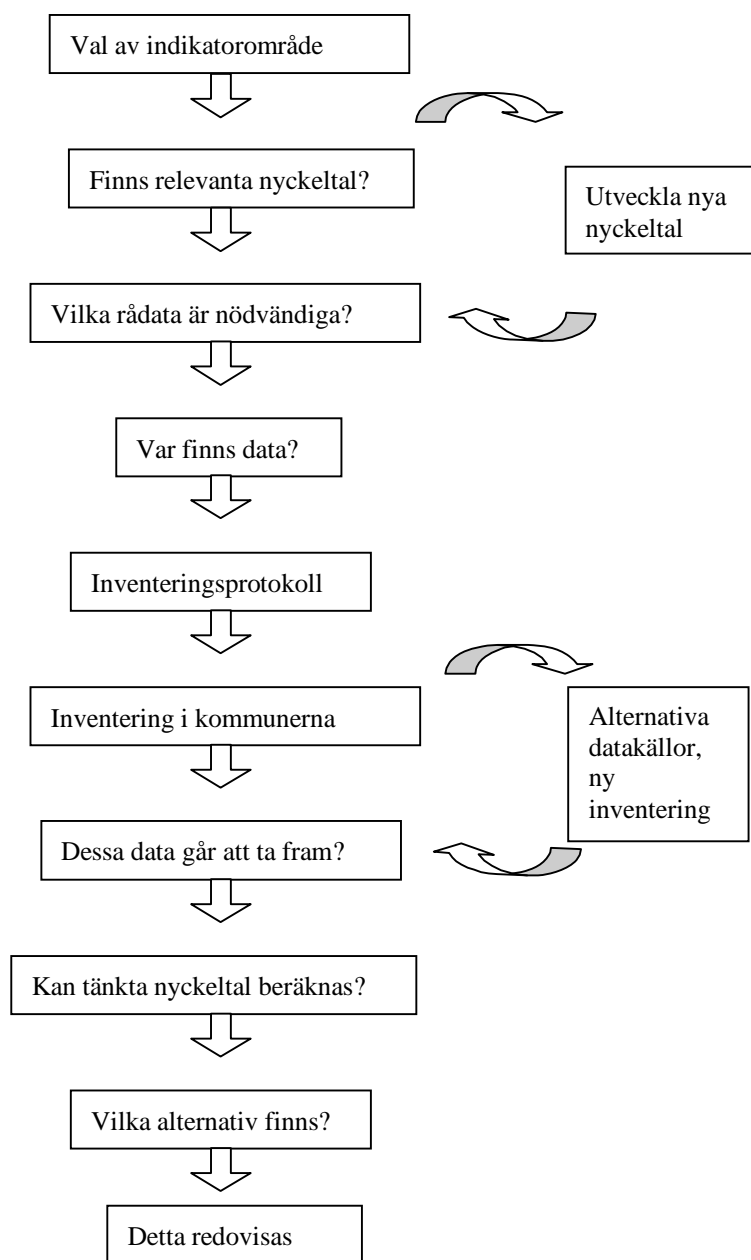 Val av indikatorområde
Finns relevanta nyckeltal?
Utveckla nya
nyckeltal
Vilka rådata är nödvändiga?
Var finns data?
Inventeringsprotokoll
Inventering i kommunerna
Alternativa
datakällor,
ny
inventering
Dessa data går att ta fram?
Kan tänkta nyckeltal beräknas?
Vilka alternativ finns?
Detta redovisas